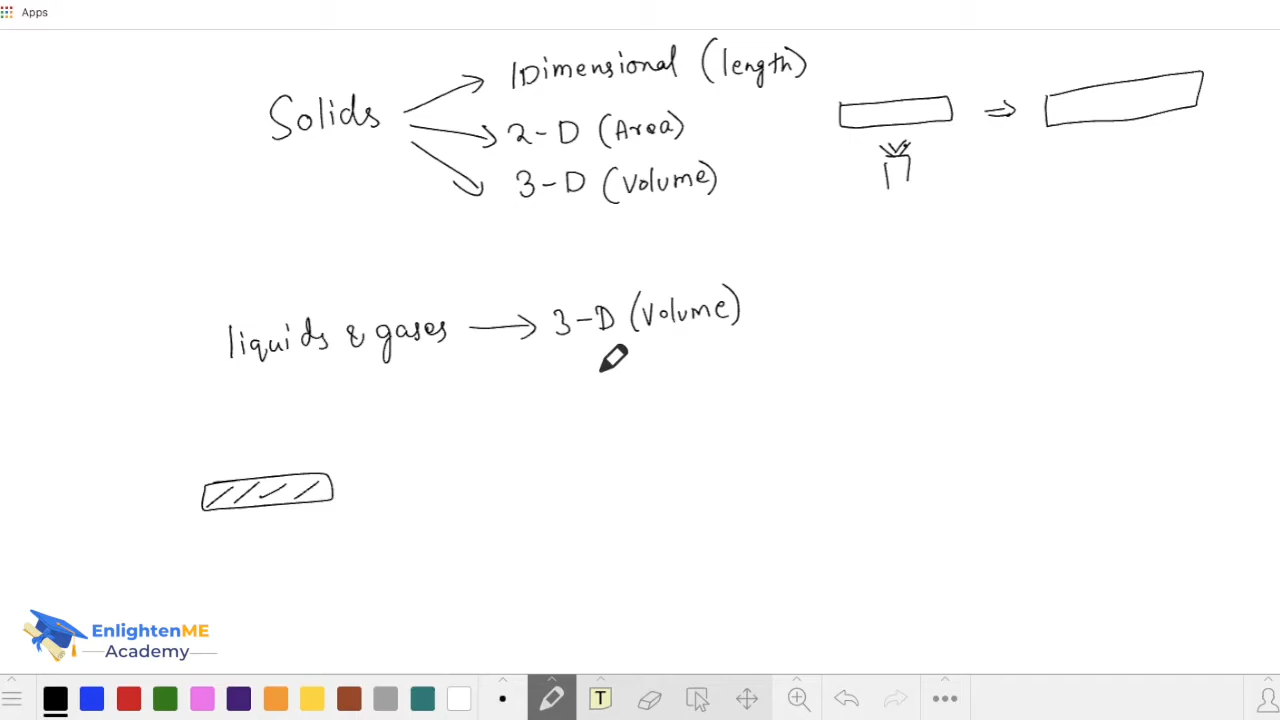 Apps
1Dimensional (length)
Solids
2-D (Area)
3-D (Volume)
liquids & gases → 3-D (Volume)
EnlightenME
Academy
T